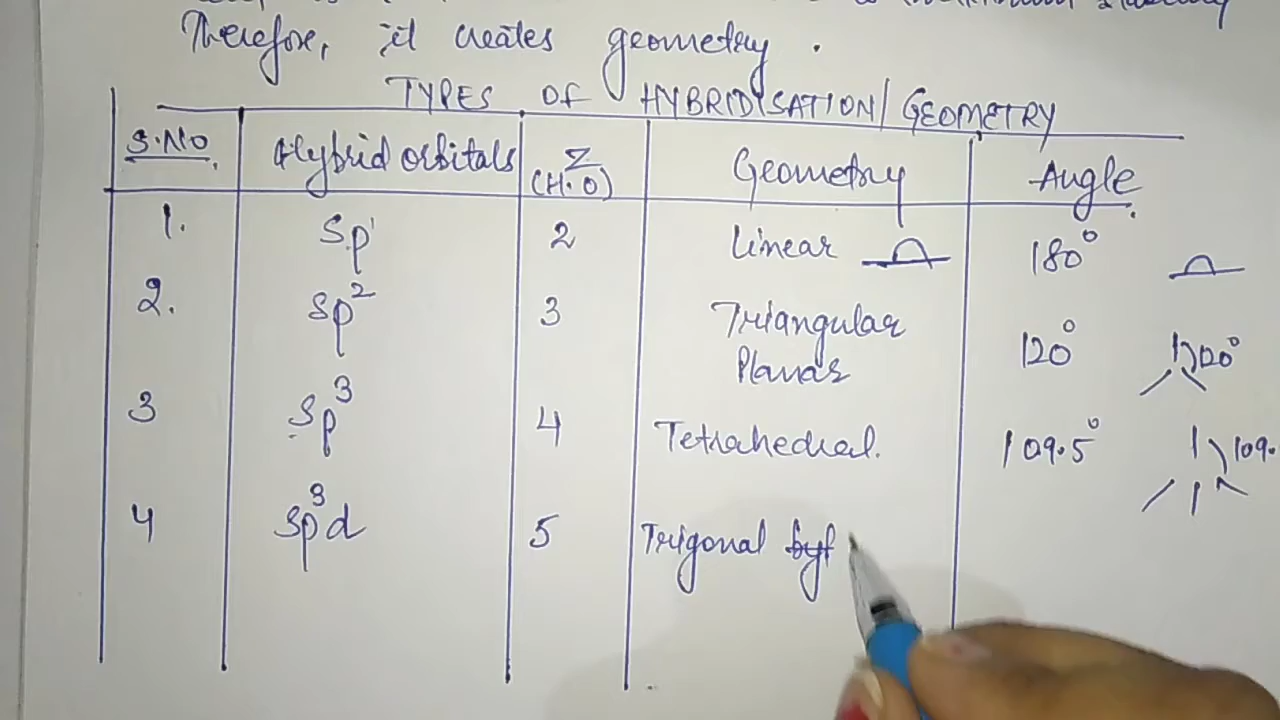 Therefore, it creates geometry.
TYPES OF HYBRIDISATION/GEOMETRY
S.NO. Hybrid orbitals Z (H.O) Geometry Angle.
1. sp¹ 2 Linear 180°
2. sp² 3 Triangular Planar 120° 120°
3 sp³ 4 Tetrahedral. 109.5° 109.
4 sp³d 5 Trigonal